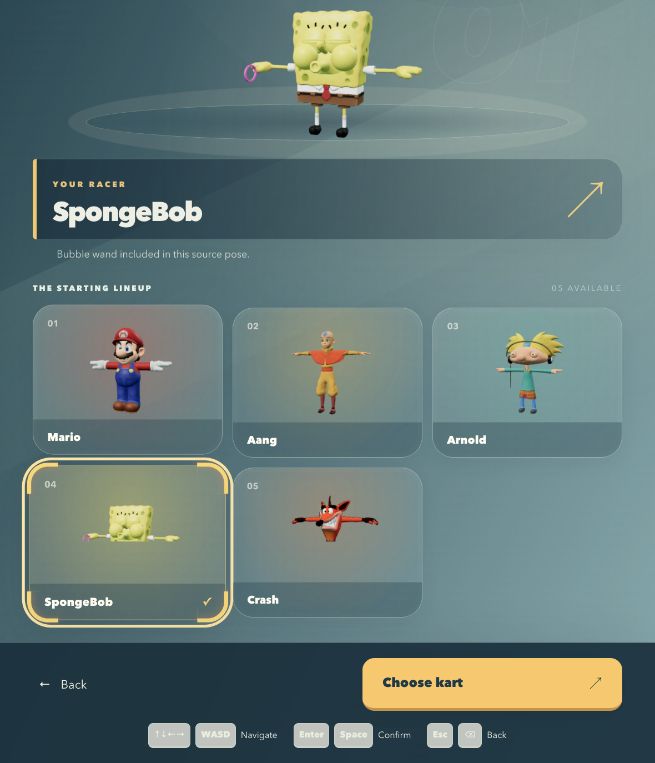 01
YOUR RACER
SpongeBob
Bubble wand included in this source pose.
THE STARTING LINEUP
05 AVAILABLE
01
Mario
02
Aang
03
Arnold
04
SpongeBob ✓
05
Crash
← Back
Choose kart ↗
↑↓←→ WASD Navigate Enter Space Confirm Esc ⌫ Back